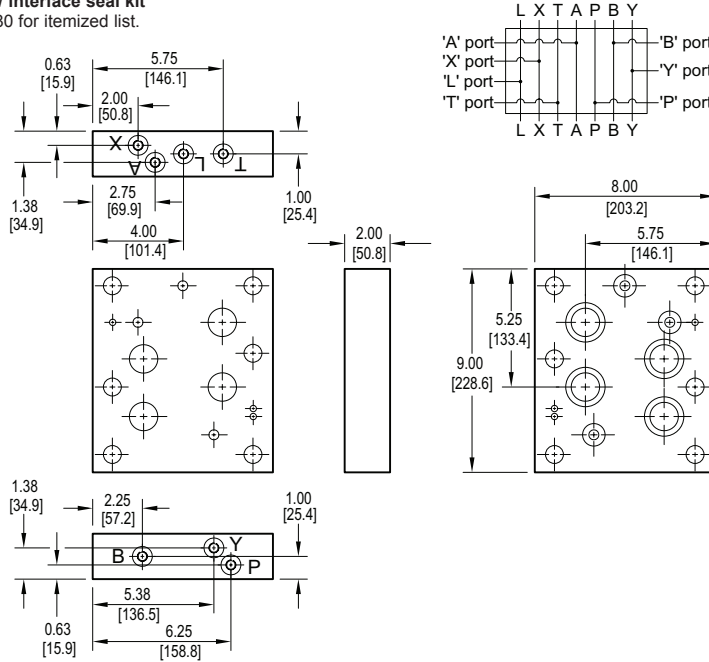 interface seal kit
30 for itemized list.
L X T A P B Y
'A' port
'X' port
'L' port
'T' port
'B' port
'Y' port
'P' port
L X T A P B Y
0.63
[15.9]
5.75
[146.1]
2.00
[50.8]
X
A
L
T
1.38
[34.9]
2.75
[69.9]
4.00
[101.4]
1.00
[25.4]
2.00
[50.8]
8.00
[203.2]
5.75
[146.1]
5.25
[133.4]
9.00
[228.6]
1.38
[34.9]
2.25
[57.2]
1.00
[25.4]
B
Y
P
5.38
[136.5]
0.63
[15.9]
6.25
[158.8]